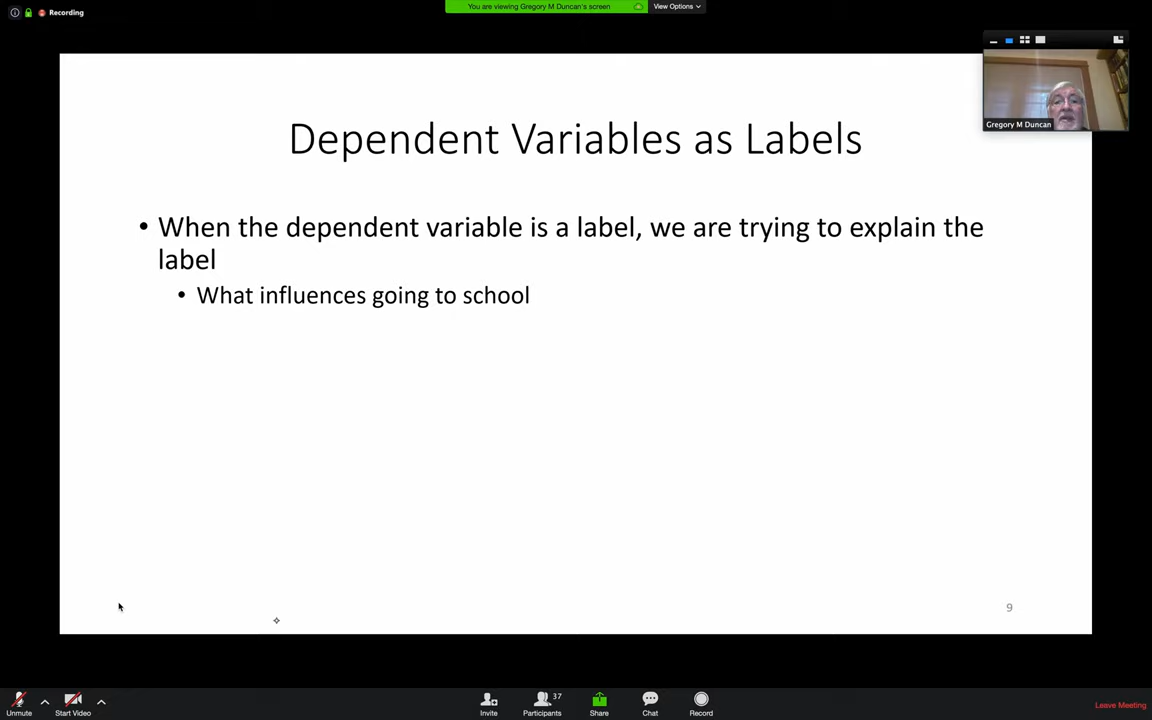 Recording
You are viewing Gregory M Duncan's screen
View Options
Gregory M Duncan
Dependent Variables as Labels
• When the dependent variable is a label, we are trying to explain the
label
• What influences going to school
9
Unmute
Start Video
Invite
Participants
37
Share
Chat
Record
Leave Meeting